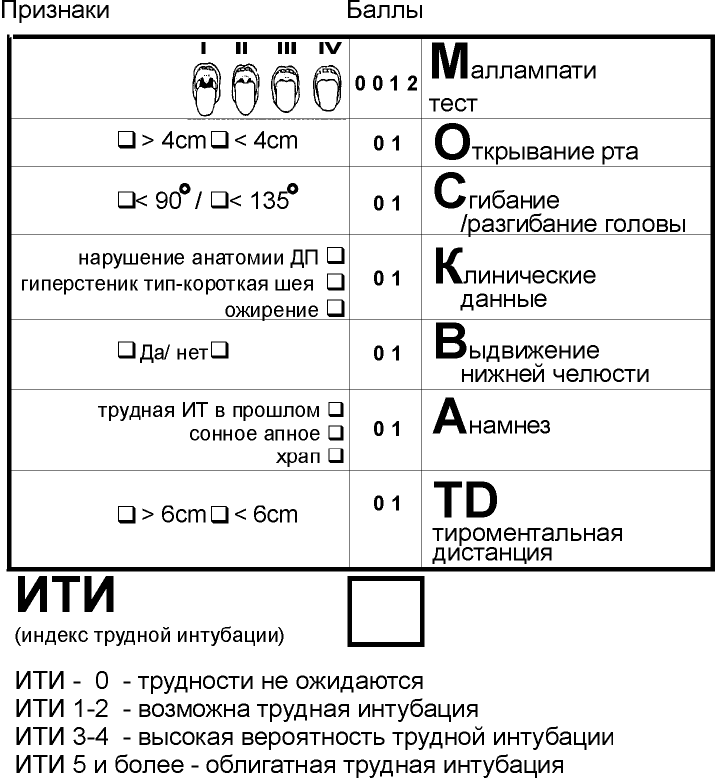 Признаки Баллы
I II III IV 0 0 1 2 Маллампати
тест
❑ > 4cm ❑ < 4cm 0 1 Открывание рта
❑< 90° / ❑< 135° 0 1 Сгибание
/разгибание головы
нарушение анатомии ДП ❑
гиперстеник тип-короткая шея ❑ 0 1 Клинические
ожирение ❑ данные
❑ Да/ нет❑ 0 1 Выдвижение
нижней челюсти
трудная ИТ в прошлом ❑
сонное апное ❑ 0 1 Анамнез
храп ❑
❑ > 6cm ❑ < 6cm 0 1 TD
тироментальная
дистанция
ИТИ
(индекс трудной интубации)
ИТИ - 0 - трудности не ожидаются
ИТИ 1-2 - возможна трудная интубация
ИТИ 3-4 - высокая вероятность трудной интубации
ИТИ 5 и более - облигатная трудная интубация